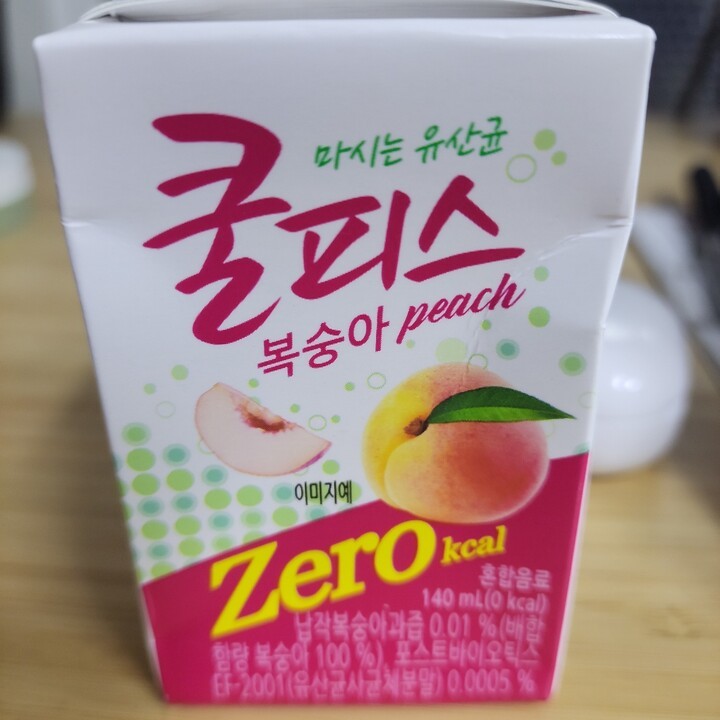 마시는 유산균
쿨피스
복숭아 peach
이미지예
Zero kcal
혼합음료
140 mL(0 kcal)
납작복숭아과즙 0.01 %(배합
함량 복숭아 100 %), 포스트바이오틱스
EF-2001(유산균사균체분말) 0.0005 %